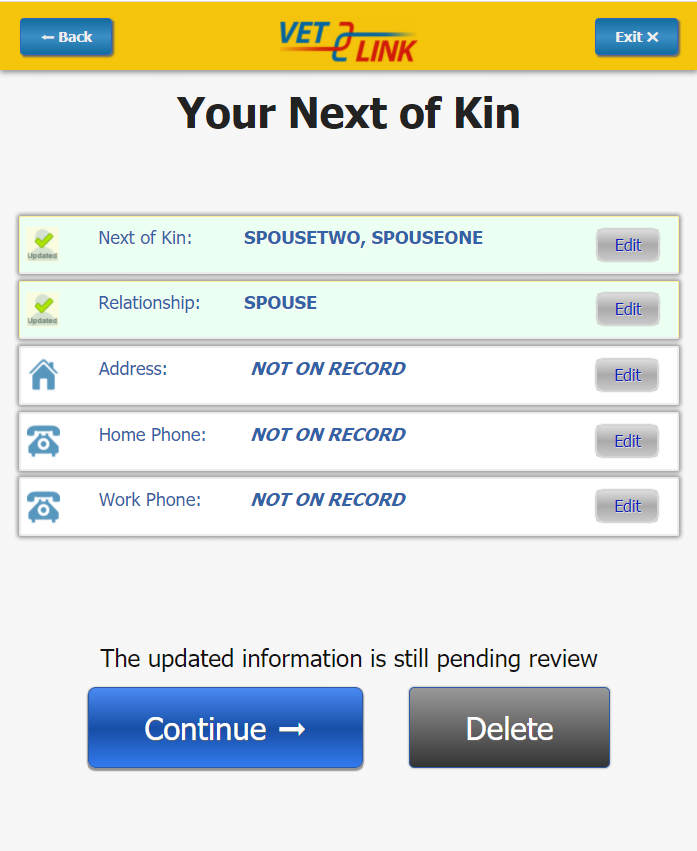 ← Back
VET LINK
Exit ✕
Your Next of Kin
Updated
Next of Kin: SPOUSETWO, SPOUSEONE Edit
Updated
Relationship: SPOUSE Edit
Address: NOT ON RECORD Edit
Home Phone: NOT ON RECORD Edit
Work Phone: NOT ON RECORD Edit
The updated information is still pending review
Continue → Delete